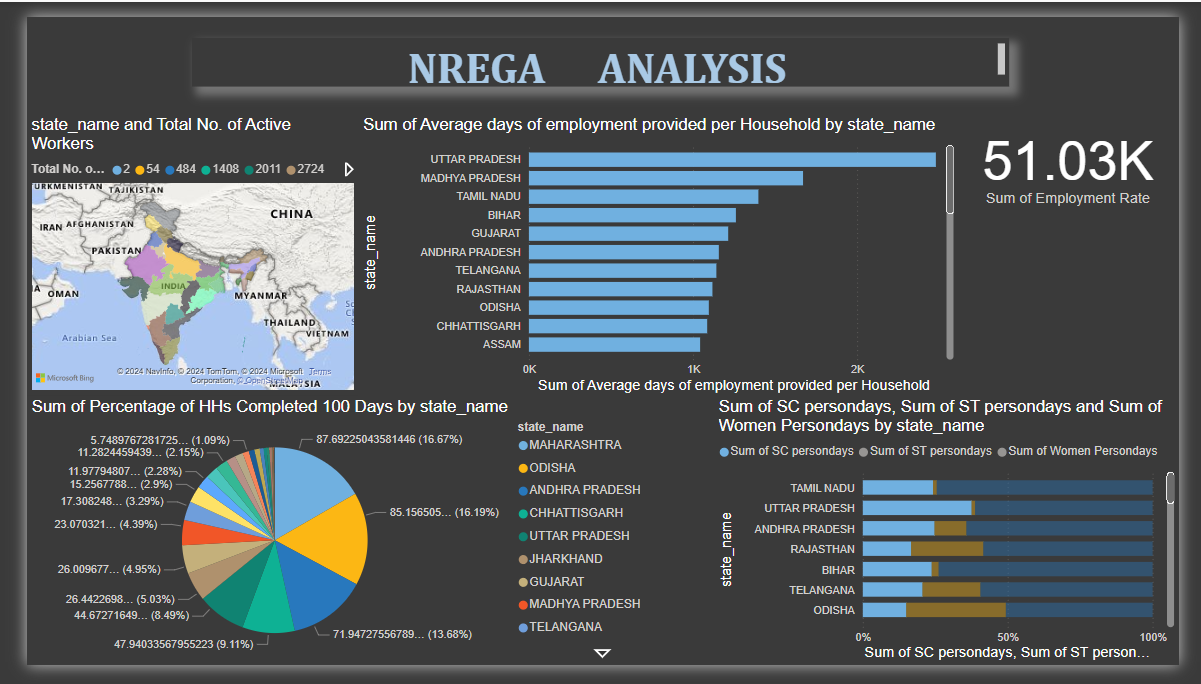 NREGA ANALYSIS
state_name and Total No. of Active
Workers
Total No. o... 2 54 484 1408 2011 2724
TAJIKISTAN
CHINA
IRAN AFGHANISTAN
PAKISTAN
OMAN
INDIA
MYANMAR
THAILAND
VIETNAM
Arabian Sea
© 2024 NavInfo, © 2024 TomTom, © 2024 Microsoft Terms
Corporation, © OpenStreetMap
Microsoft Bing
Sum of Average days of employment provided per Household by state_name
state_name
UTTAR PRADESH
MADHYA PRADESH
TAMIL NADU
BIHAR
GUJARAT
ANDHRA PRADESH
TELANGANA
RAJASTHAN
ODISHA
CHHATTISGARH
ASSAM
0K 1K 2K
Sum of Average days of employment provided per Household
51.03K
Sum of Employment Rate
Sum of Percentage of HHs Completed 100 Days by state_name
87.69225043581446 (16.67%)
85.156505... (16.19%)
71.94727556789... (13.68%)
47.94033567955223 (9.11%)
44.67271649... (8.49%)
26.4422698... (5.03%)
26.009677... (4.95%)
23.070321... (4.39%)
17.308248... (3.29%)
15.2567788... (2.9%)
11.97794807... (2.28%)
11.2824459439... (2.15%)
5.7489767281725... (1.09%)
state_name
MAHARASHTRA
ODISHA
ANDHRA PRADESH
CHHATTISGARH
UTTAR PRADESH
JHARKHAND
GUJARAT
MADHYA PRADESH
TELANGANA
Sum of SC persondays, Sum of ST persondays and Sum of
Women Persondays by state_name
Sum of SC persondays Sum of ST persondays Sum of Women Persondays
state_name
TAMIL NADU
UTTAR PRADESH
ANDHRA PRADESH
RAJASTHAN
BIHAR
TELANGANA
ODISHA
0% 50% 100%
Sum of SC persondays, Sum of ST person...